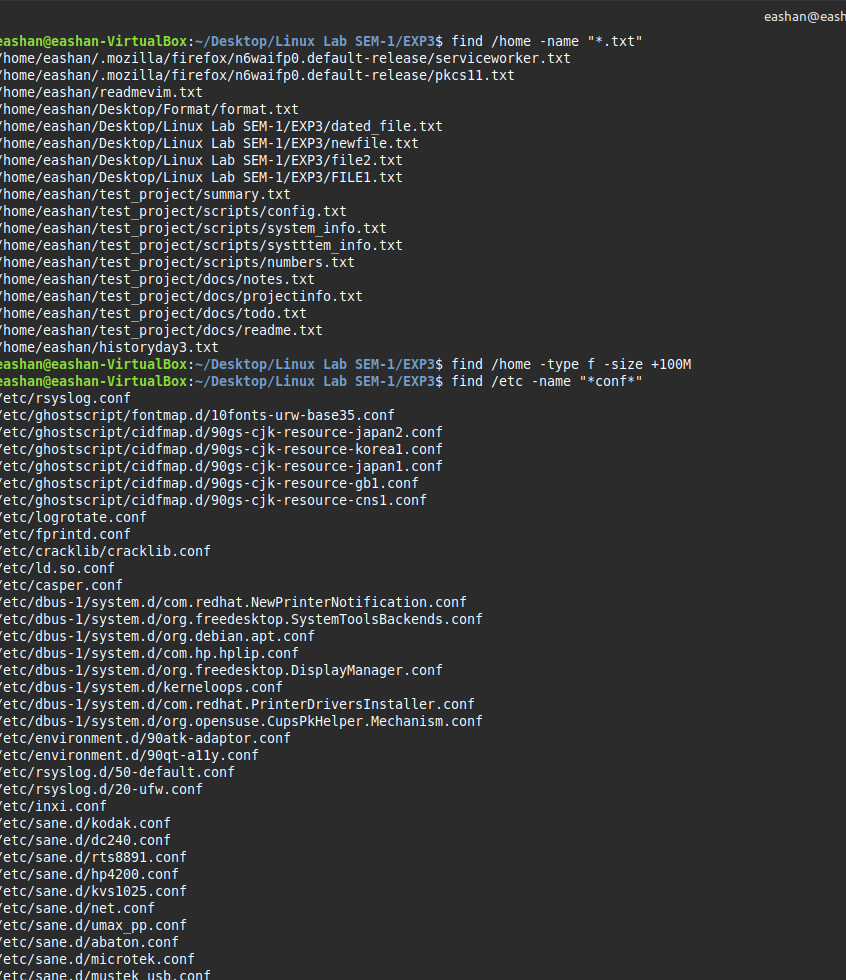 eashan@eash
eashan@eashan-VirtualBox:~/Desktop/Linux Lab SEM-1/EXP3$ find /home -name "*.txt"
/home/eashan/.mozilla/firefox/n6waifp0.default-release/serviceworker.txt
/home/eashan/.mozilla/firefox/n6waifp0.default-release/pkcs11.txt
/home/eashan/readmevim.txt
/home/eashan/Desktop/Format/format.txt
/home/eashan/Desktop/Linux Lab SEM-1/EXP3/dated_file.txt
/home/eashan/Desktop/Linux Lab SEM-1/EXP3/newfile.txt
/home/eashan/Desktop/Linux Lab SEM-1/EXP3/file2.txt
/home/eashan/Desktop/Linux Lab SEM-1/EXP3/FILE1.txt
/home/eashan/test_project/summary.txt
/home/eashan/test_project/scripts/config.txt
/home/eashan/test_project/scripts/system_info.txt
/home/eashan/test_project/scripts/systttem_info.txt
/home/eashan/test_project/scripts/numbers.txt
/home/eashan/test_project/docs/notes.txt
/home/eashan/test_project/docs/projectinfo.txt
/home/eashan/test_project/docs/todo.txt
/home/eashan/test_project/docs/readme.txt
/home/eashan/historyday3.txt
eashan@eashan-VirtualBox:~/Desktop/Linux Lab SEM-1/EXP3$ find /home -type f -size +100M
eashan@eashan-VirtualBox:~/Desktop/Linux Lab SEM-1/EXP3$ find /etc -name "*conf*"
/etc/rsyslog.conf
/etc/ghostscript/fontmap.d/10fonts-urw-base35.conf
/etc/ghostscript/cidfmap.d/90gs-cjk-resource-japan2.conf
/etc/ghostscript/cidfmap.d/90gs-cjk-resource-korea1.conf
/etc/ghostscript/cidfmap.d/90gs-cjk-resource-japan1.conf
/etc/ghostscript/cidfmap.d/90gs-cjk-resource-gb1.conf
/etc/ghostscript/cidfmap.d/90gs-cjk-resource-cns1.conf
/etc/logrotate.conf
/etc/fprintd.conf
/etc/cracklib/cracklib.conf
/etc/ld.so.conf
/etc/casper.conf
/etc/dbus-1/system.d/com.redhat.NewPrinterNotification.conf
/etc/dbus-1/system.d/org.freedesktop.SystemToolsBackends.conf
/etc/dbus-1/system.d/org.debian.apt.conf
/etc/dbus-1/system.d/com.hp.hplip.conf
/etc/dbus-1/system.d/org.freedesktop.DisplayManager.conf
/etc/dbus-1/system.d/kerneloops.conf
/etc/dbus-1/system.d/com.redhat.PrinterDriversInstaller.conf
/etc/dbus-1/system.d/org.opensuse.CupsPkHelper.Mechanism.conf
/etc/environment.d/90atk-adaptor.conf
/etc/environment.d/90qt-a11y.conf
/etc/rsyslog.d/50-default.conf
/etc/rsyslog.d/20-ufw.conf
/etc/inxi.conf
/etc/sane.d/kodak.conf
/etc/sane.d/dc240.conf
/etc/sane.d/rts8891.conf
/etc/sane.d/hp4200.conf
/etc/sane.d/kvs1025.conf
/etc/sane.d/net.conf
/etc/sane.d/umax_pp.conf
/etc/sane.d/abaton.conf
/etc/sane.d/microtek.conf
/etc/sane.d/mustek_usb.conf